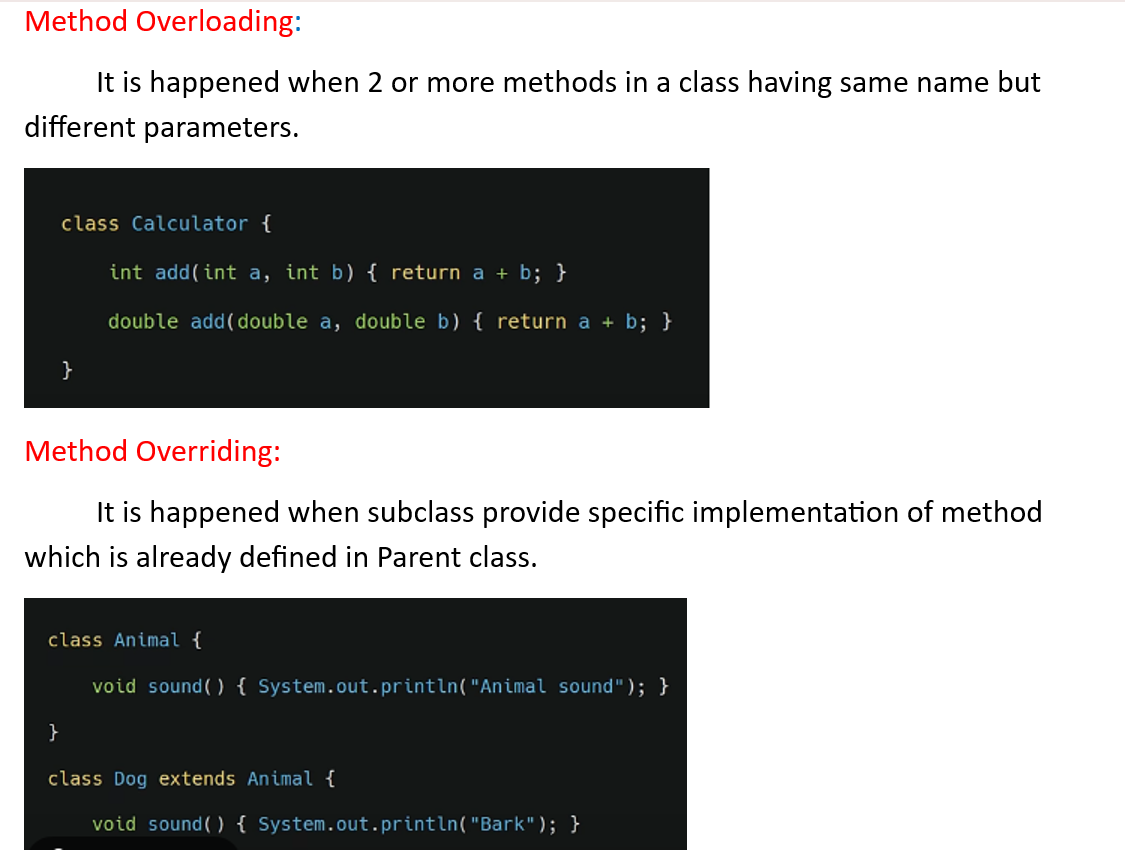 Method Overloading:
It is happened when 2 or more methods in a class having same name but
different parameters.
class Calculator {
int add(int a, int b) { return a + b; }
double add(double a, double b) { return a + b; }
}
Method Overriding:
It is happened when subclass provide specific implementation of method
which is already defined in Parent class.
class Animal {
void sound() { System.out.println("Animal sound"); }
}
class Dog extends Animal {
void sound() { System.out.println("Bark"); }